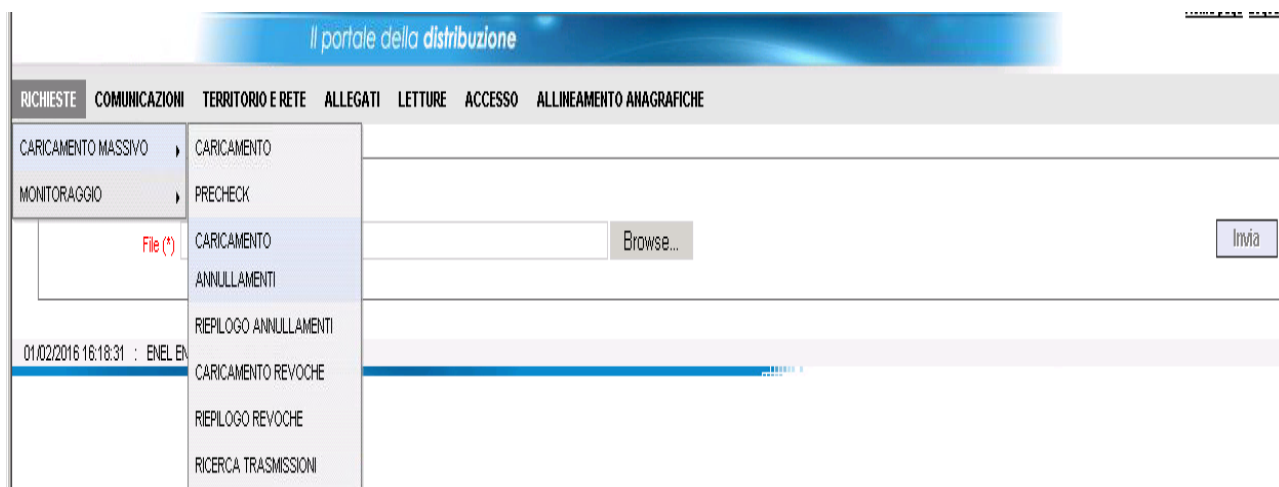 Il portale della distribuzione
RICHIESTE COMUNICAZIONI TERRITORIO E RETE ALLEGATI LETTURE ACCESSO ALLINEAMENTO ANAGRAFICHE
CARICAMENTO MASSIVO
MONITORAGGIO
CARICAMENTO
PRECHECK
CARICAMENTO
ANNULLAMENTI
RIEPILOGO ANNULLAMENTI
CARICAMENTO REVOCHE
RIEPILOGO REVOCHE
RICERCA TRASMISSIONI
File (*) Browse... Invia
01/02/2016 16:18:31 : ENEL